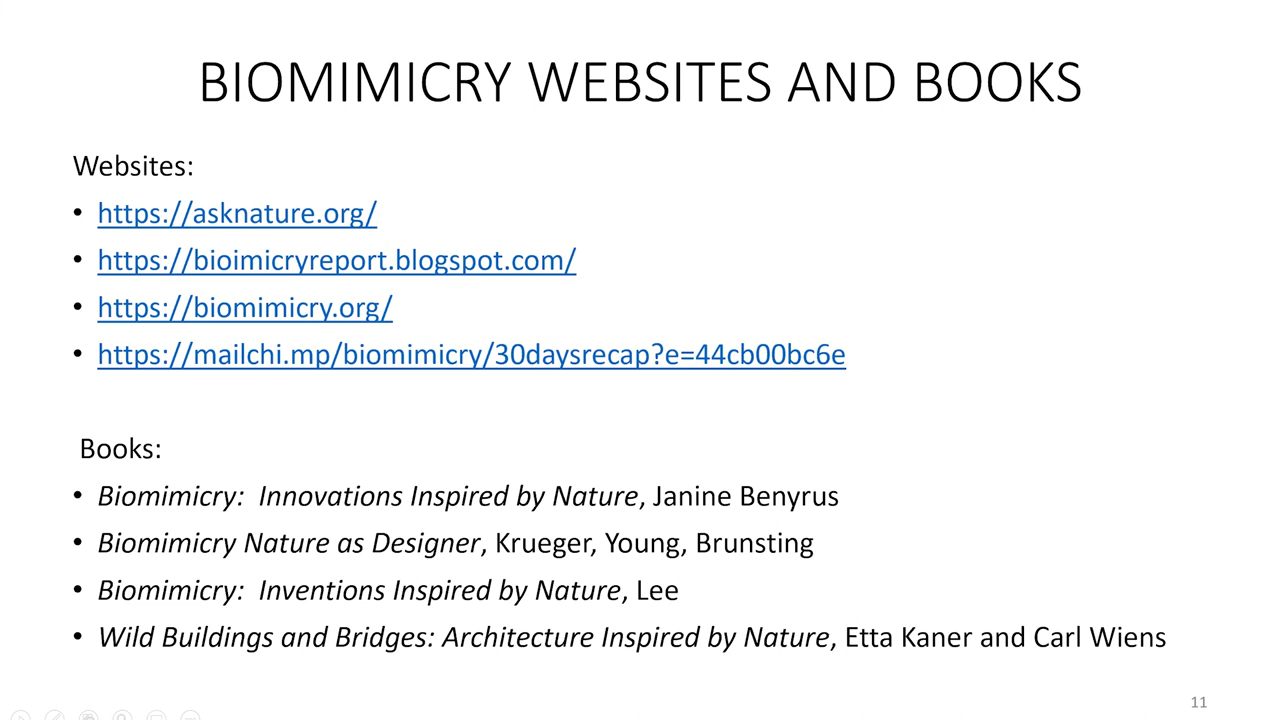 BIOMIMICRY WEBSITES AND BOOKS
Websites:
• https://asknature.org/
• https://bioimicryreport.blogspot.com/
• https://biomimicry.org/
• https://mailchi.mp/biomimicry/30daysrecap?e=44cb00bc6e
Books:
• Biomimicry:  Innovations Inspired by Nature, Janine Benyrus
• Biomimicry Nature as Designer, Krueger, Young, Brunsting
• Biomimicry:  Inventions Inspired by Nature, Lee
• Wild Buildings and Bridges: Architecture Inspired by Nature, Etta Kaner and Carl Wiens
11